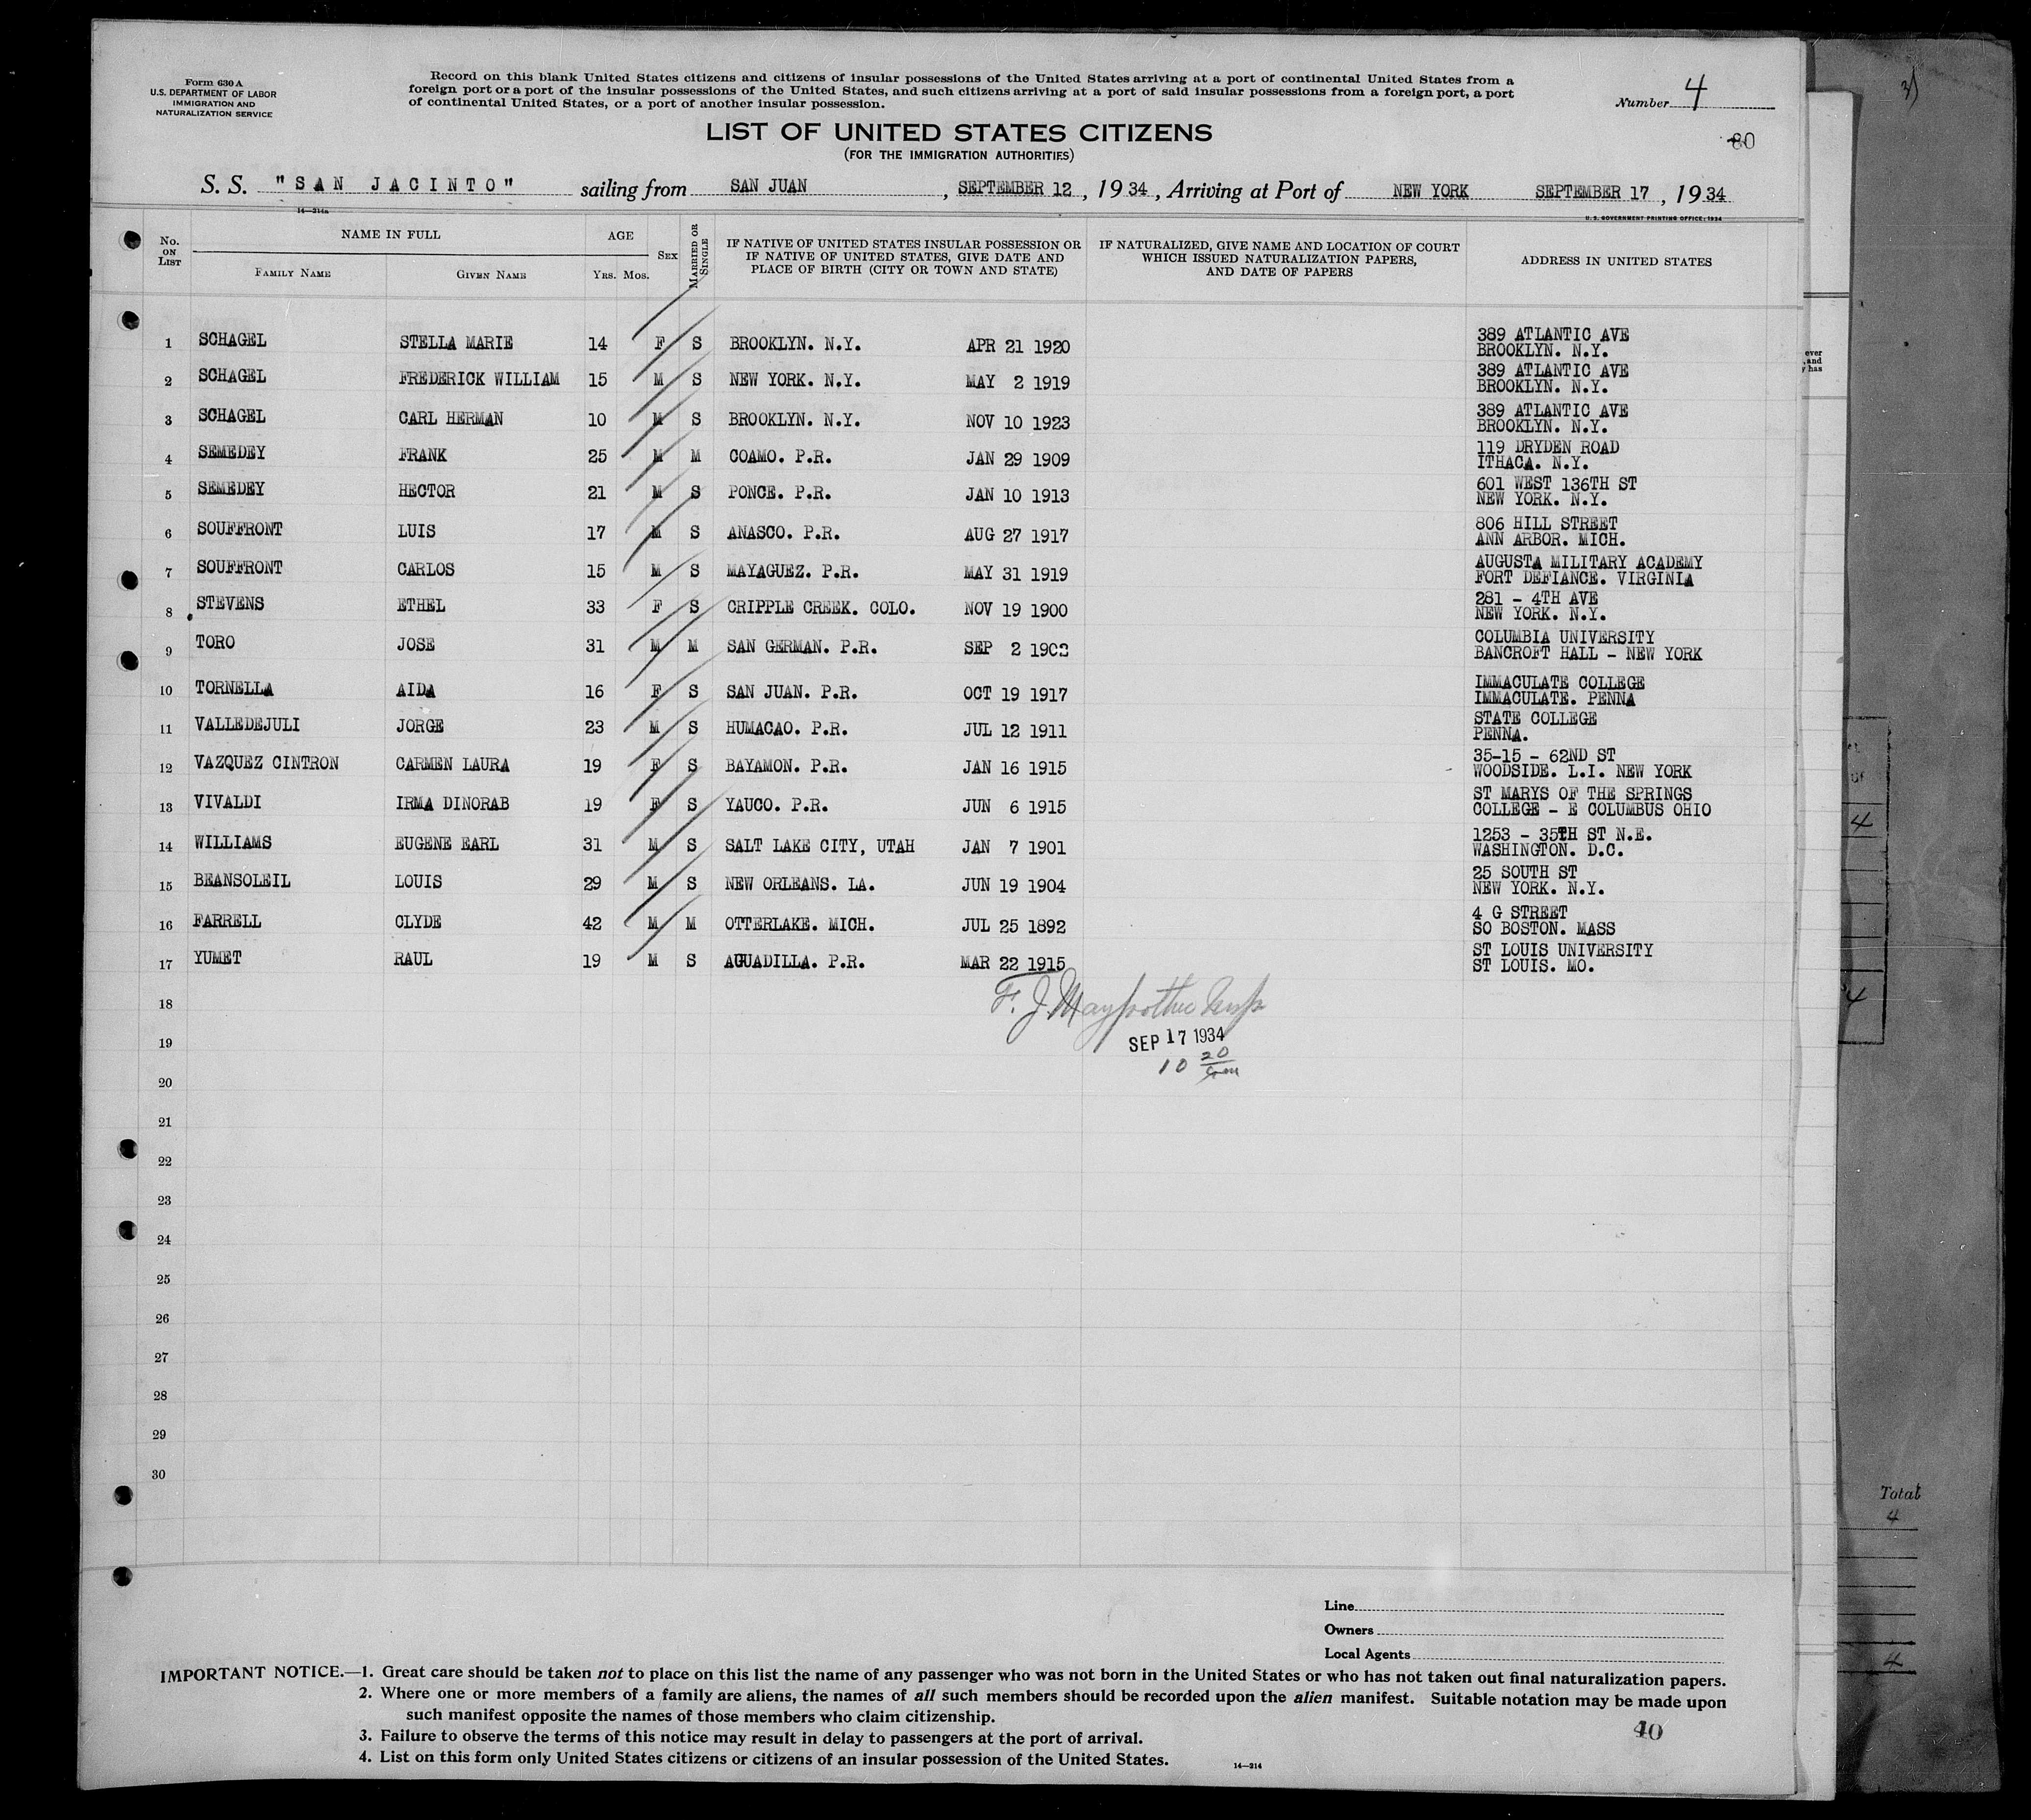 Form 630 A
U.S. DEPARTMENT OF LABOR
IMMIGRATION AND
NATURALIZATION SERVICE
Record on this blank United States citizens and citizens of insular possessions of the United States arriving at a port of continental United States from a
foreign port or a port of the insular possessions of the United States, and such citizens arriving at a port of said insular possessions from a foreign port, a port
of continental United States, or a port of another insular possession.
Number 4
LIST OF UNITED STATES CITIZENS
(FOR THE IMMIGRATION AUTHORITIES)
80
S. S. "SAN JACINTO" sailing from SAN JUAN, SEPTEMBER 12, 1934, Arriving at Port of NEW YORK SEPTEMBER 17, 1934
14—214a
U. S. GOVERNMENT PRINTING OFFICE: 1934
No. ON LIST NAME IN FULL FAMILY NAME GIVEN NAME AGE YRS. MOS. SEX MARRIED OR SINGLE IF NATIVE OF UNITED STATES INSULAR POSSESSION OR IF NATIVE OF UNITED STATES, GIVE DATE AND PLACE OF BIRTH (CITY OR TOWN AND STATE) IF NATURALIZED, GIVE NAME AND LOCATION OF COURT WHICH ISSUED NATURALIZATION PAPERS, AND DATE OF PAPERS ADDRESS IN UNITED STATES
1 SCHAGEL STELLA MARIE 14 F S BROOKLYN. N.Y. APR 21 1920 389 ATLANTIC AVE
BROOKLYN. N.Y.
2 SCHAGEL FREDERICK WILLIAM 15 M S NEW YORK. N.Y. MAY 2 1919 389 ATLANTIC AVE
BROOKLYN. N.Y.
3 SCHAGEL CARL HERMAN 10 M S BROOKLYN. N.Y. NOV 10 1923 389 ATLANTIC AVE
BROOKLYN. N.Y.
4 SEMEDEY FRANK 25 M M COAMO. P.R. JAN 29 1909 119 DRYDEN ROAD
ITHACA. N.Y.
5 SEMEDEY HECTOR 21 M S PONCE. P.R. JAN 10 1913 601 WEST 136TH ST
NEW YORK. N.Y.
6 SOUFFRONT LUIS 17 M S ANASCO. P.R. AUG 27 1917 806 HILL STREET
ANN ARBOR. MICH.
7 SOUFFRONT CARLOS 15 M S MAYAGUEZ. P.R. MAY 31 1919 AUGUSTA MILITARY ACADEMY
FORT DEFIANCE. VIRGINIA
8 STEVENS ETHEL 33 F S CRIPPLE CREEK. COLO. NOV 19 1900 281 - 4TH AVE
NEW YORK. N.Y.
9 TORO JOSE 31 M M SAN GERMAN. P.R. SEP 2 1902 COLUMBIA UNIVERSITY
BANCROFT HALL - NEW YORK
10 TORNELLA AIDA 16 F S SAN JUAN. P.R. OCT 19 1917 IMMACULATE COLLEGE
IMMACULATE. PENNA
11 VALLEDEJULI JORGE 23 M S HUMACAO. P.R. JUL 12 1911 STATE COLLEGE
PENNA.
12 VAZQUEZ CINTRON CARMEN LAURA 19 F S BAYAMON. P.R. JAN 16 1915 35-15 - 62ND ST
WOODSIDE. L.I. NEW YORK
13 VIVALDI IRMA DINORAB 19 F S YAUCO. P.R. JUN 6 1915 ST MARYS OF THE SPRINGS
COLLEGE - E COLUMBUS OHIO
14 WILLIAMS EUGENE EARL 31 M S SALT LAKE CITY, UTAH JAN 7 1901 1253 - 35TH ST N.E.
WASHINGTON. D.C.
15 BEANSOLEIL LOUIS 29 M S NEW ORLEANS. LA. JUN 19 1904 25 SOUTH ST
NEW YORK. N.Y.
16 FARRELL CLYDE 42 M M OTTERLAKE. MICH. JUL 25 1892 4 G STREET
SO BOSTON. MASS
17 YUMET RAUL 19 M S AGUADILLA. P.R. MAR 22 1915 ST LOUIS UNIVERSITY
ST LOUIS. MO.
18
F. J.
19
SEP 17 1934
10 20
20
21
22
23
24
25
26
27
28
29
30
Line
Owners
Local Agents
IMPORTANT NOTICE.—1. Great care should be taken not to place on this list the name of any passenger who was not born in the United States or who has not taken out final naturalization papers.
2. Where one or more members of a family are aliens, the names of all such members should be recorded upon the alien manifest. Suitable notation may be made upon
such manifest opposite the names of those members who claim citizenship.
3. Failure to observe the terms of this notice may result in delay to passengers at the port of arrival.
4. List on this form only United States citizens or citizens of an insular possession of the United States.
14—214
40
ever
, and
y has
4
4
Total
4
4